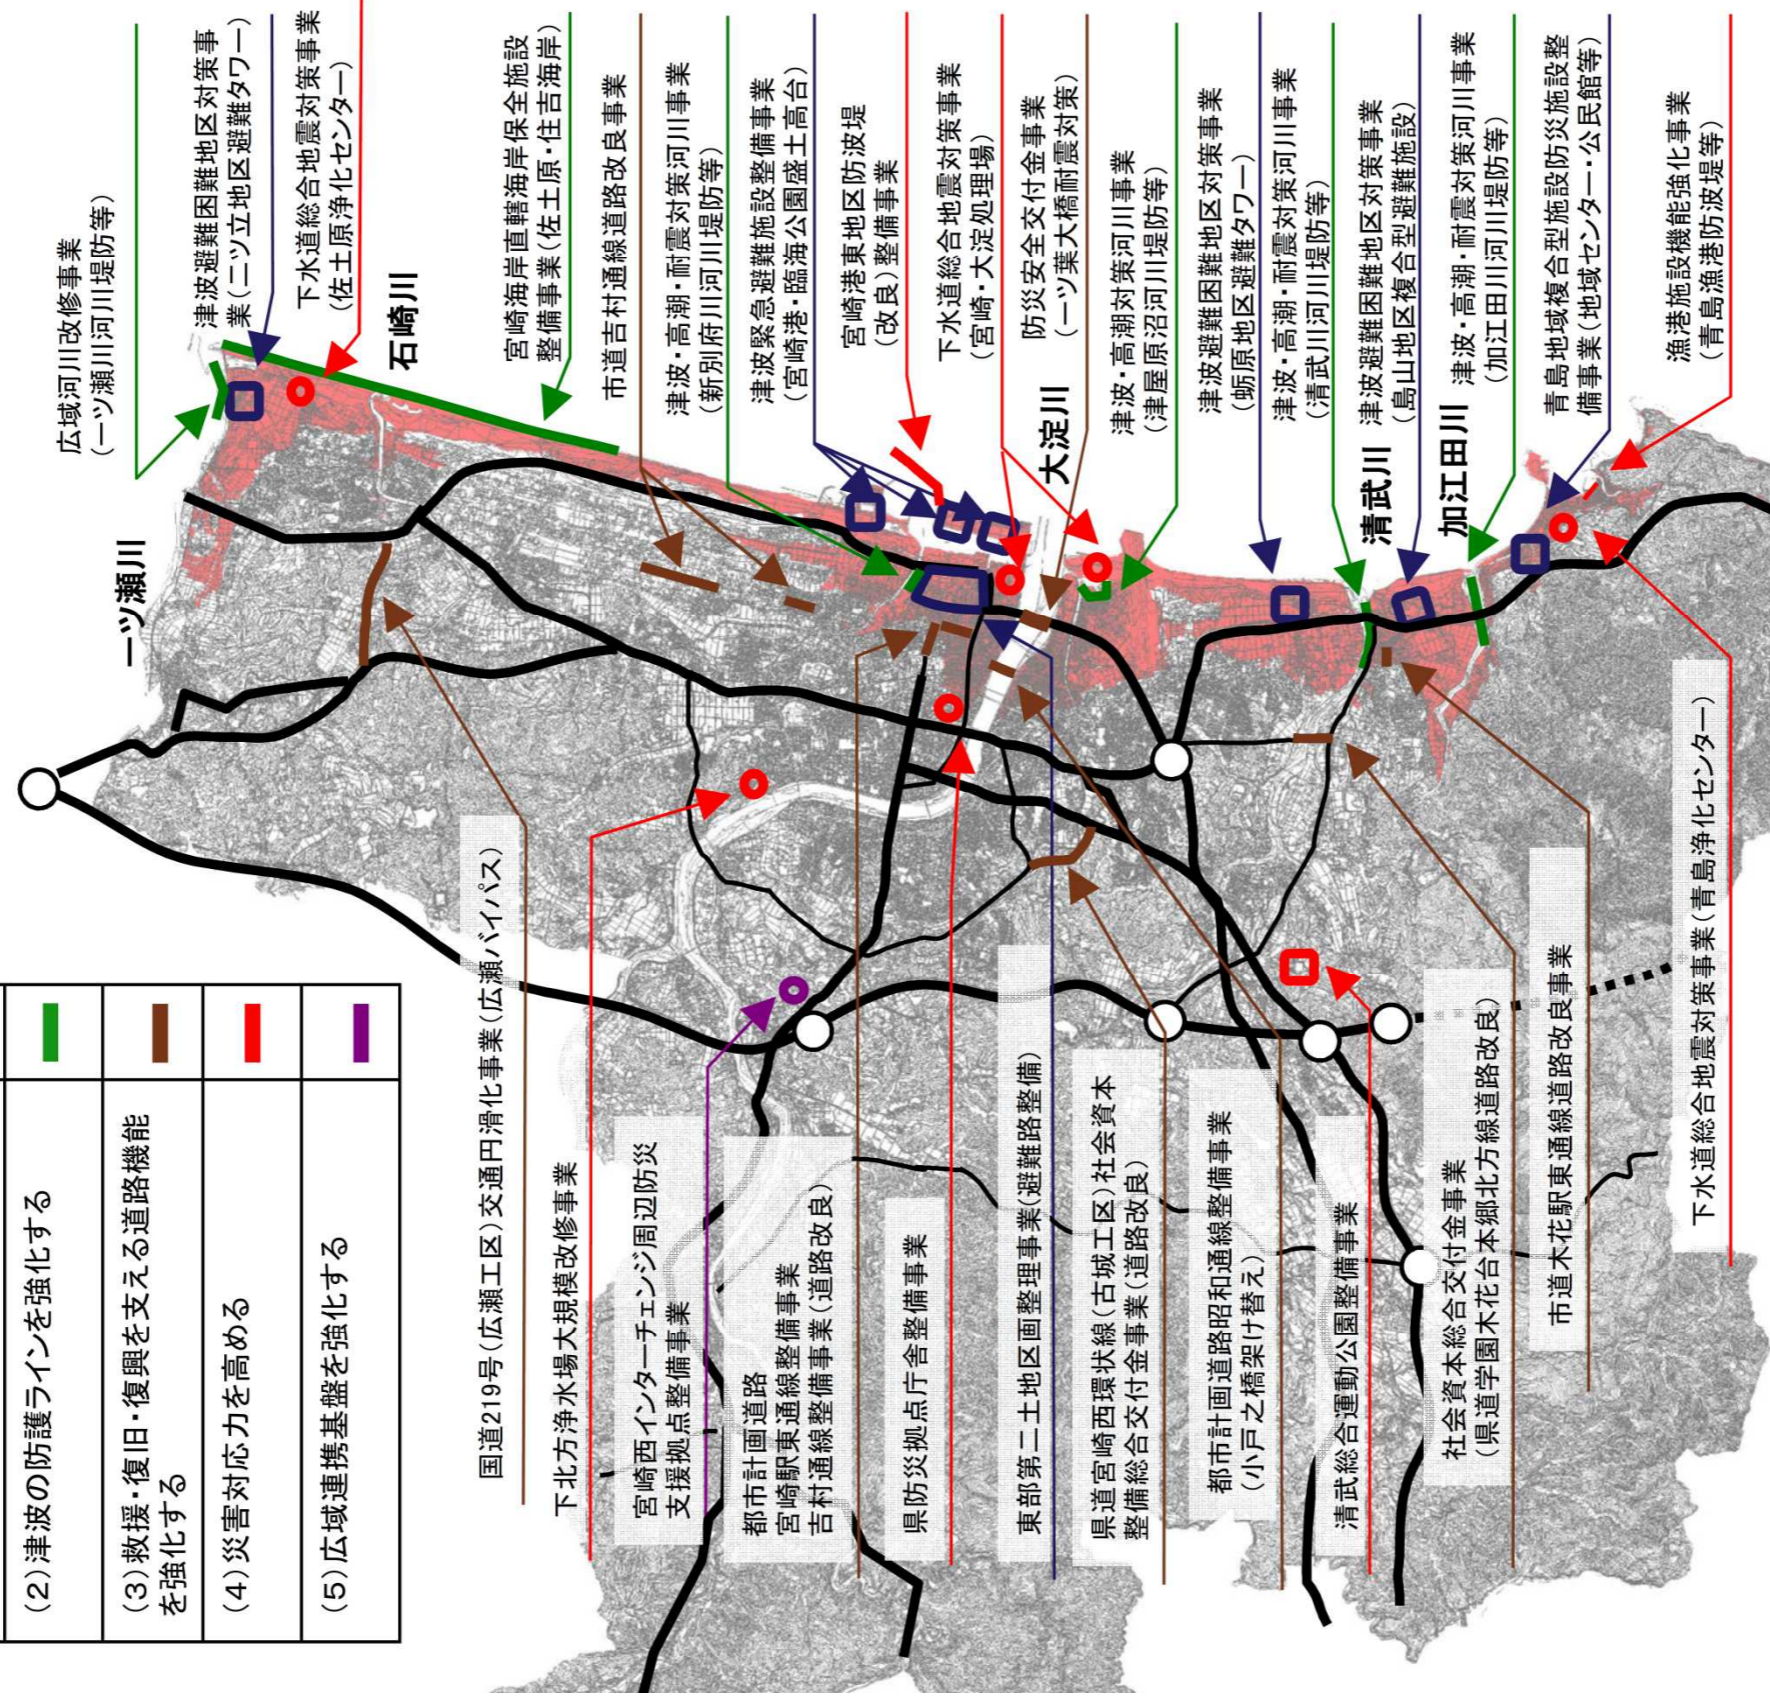 広域河川改修事業
(一ツ瀬川河川堤防等)
津波避難困難地区対策事
業(二ツ立地区避難タワー)
下水道総合地震対策事業
(佐土原浄化センター)
石崎川
宮崎海岸直轄海岸保全施設
整備事業(佐土原・住吉海岸)
市道吉村通線道路改良事業
津波・高潮・耐震対策河川事業
(新別府川河川堤防等)
津波緊急避難施設整備事業
(宮崎港・臨海公園盛土高台)
宮崎港東地区防波堤
(改良)整備事業
下水道総合地震対策事業
(宮崎・大淀処理場)
大淀川
防災安全交付金事業
(一ツ葉大橋耐震対策)
津波・高潮対策河川事業
(津屋原沼河川堤防等)
津波避難困難地区対策事業
(蛎原地区避難タワー)
津波・高潮・耐震対策河川事業
(清武川河川堤防等)
清武川
津波避難困難地区対策事業
(島山地区複合型避難施設)
加江田川
津波・高潮・耐震対策河川事業
(加江田川河川堤防等)
青島地域複合型施設防災施設整
備事業(地域センター・公民館等)
漁港施設機能強化事業
(青島漁港防波堤等)
一ツ瀬川
(2)津波の防護ラインを強化する
(3)救援・復旧・復興を支える道路機能
を強化する
(4)災害対応力を高める
(5)広域連携基盤を強化する
国道219号(広瀬工区)交通円滑化事業(広瀬バイパス)
下北方浄水場大規模改修事業
宮崎西インターチェンジ周辺防災
支援拠点整備事業
都市計画道路
宮崎駅東通線整備事業
吉村通線整備事業(道路改良)
県防災拠点庁舎整備事業
東部第二土地区画整理事業(避難路整備)
県道宮崎西環状線(古城工区)社会資本
整備総合交付金事業(道路改良)
都市計画道路昭和通線整備事業
(小戸之橋架け替え)
清武総合運動公園整備事業
社会資本総合交付金事業
(県道学園木花台本郷北方線道路改良)
市道木花駅東通線道路改良事業
下水道総合地震対策事業(青島浄化センター)